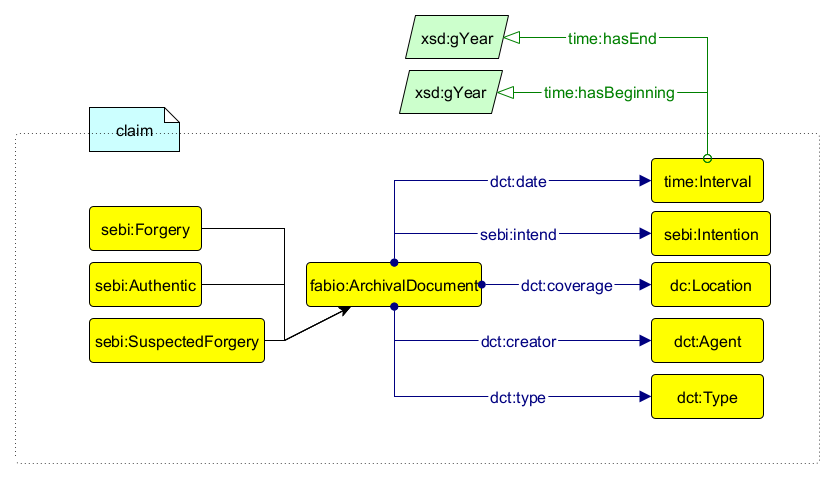 xsd:gYear
time:hasEnd
xsd:gYear
time:hasBeginning
claim
dct:date
time:Interval
sebi:Forgery
sebi:intend
sebi:Intention
sebi:Authentic
fabio:ArchivalDocument
dct:coverage
dc:Location
sebi:SuspectedForgery
dct:creator
dct:Agent
dct:type
dct:Type